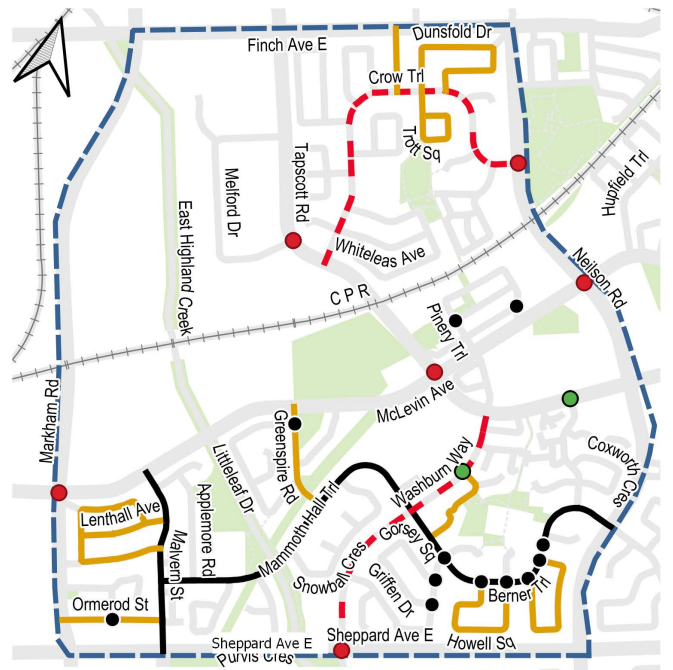 Dunsfold Dr
Finch Ave E
Crow Trl
Trott Sq
Tapscott Rd
Melford Dr
Hupfield Trl
East Highland Creek
Whiteleas Ave
Neilson Rd
C P R
Pinery Trl
Markham Rd
McLevin Ave
Greenspire Rd
Washburn Way
Coxworth Cres
Littleleaf Dr
Lenthall Ave
Applemore Rd
Mammoth Hall Trl
Gorsey Sq
Malvern St
Snowball Cres
Griffen Dr
Berner Trl
Ormerod St
Sheppard Ave E
Sheppard Ave E
Howell Sq
Purvis Cres